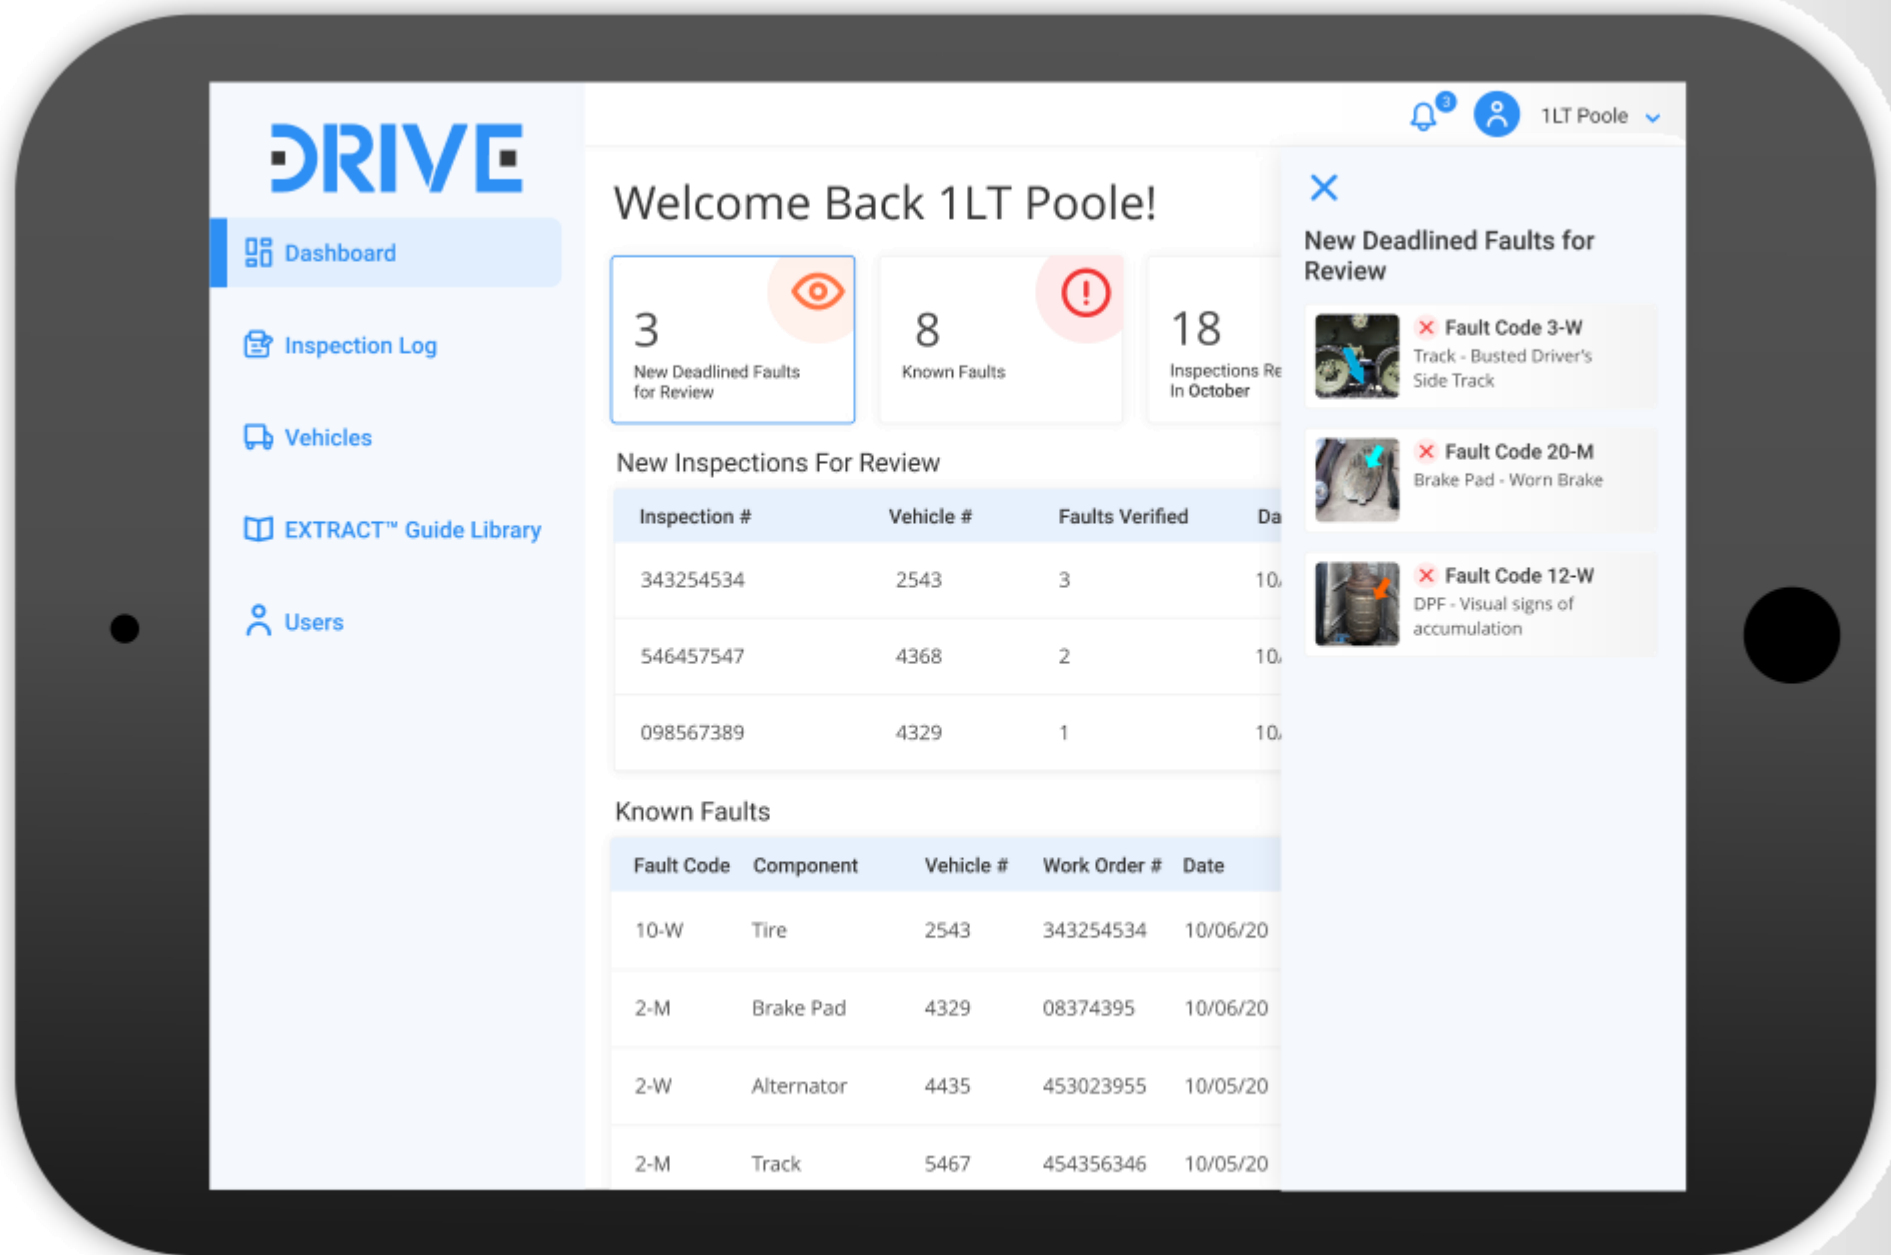 DRIVE
3
1LT Poole
Dashboard
Inspection Log
Vehicles
EXTRACT™ Guide Library
Users
Welcome Back 1LT Poole!
3
New Deadlined Faults
for Review
8
Known Faults
18
Inspections Re
In October
New Inspections For Review
Inspection # Vehicle # Faults Verified Da
343254534 2543 3 10/
546457547 4368 2 10/
098567389 4329 1 10/
Known Faults
Fault Code Component Vehicle # Work Order # Date
10-W Tire 2543 343254534 10/06/20
2-M Brake Pad 4329 08374395 10/06/20
2-W Alternator 4435 453023955 10/05/20
2-M Track 5467 454356346 10/05/20
New Deadlined Faults for
Review
Fault Code 3-W
Track - Busted Driver's
Side Track
Fault Code 20-M
Brake Pad - Worn Brake
Fault Code 12-W
DPF - Visual signs of
accumulation